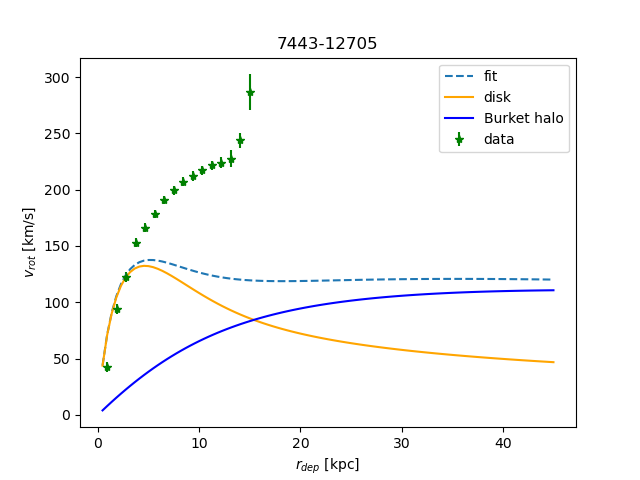 7443-12705
fit
disk
Burket halo
data
300
250
200
150
100
50
0
v_rot [km/s]
0 10 20 30 40
r_dep [kpc]